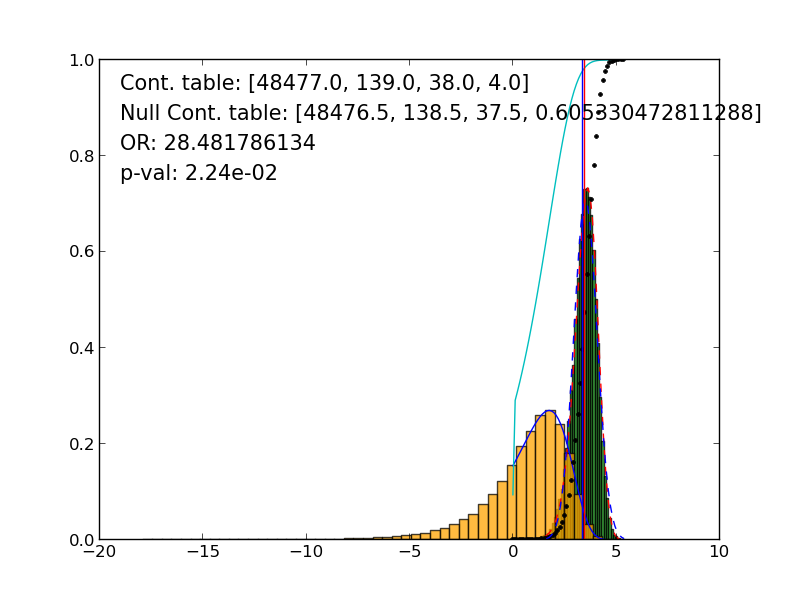 Cont. table: [48477.0, 139.0, 38.0, 4.0]
Null Cont. table: [48476.5, 138.5, 37.5, 0.605330472811288]
OR: 28.481786134
p-val: 2.24e-02
1.0
0.8
0.6
0.4
0.2
0.0
−20 −15 −10 −5 0 5 10